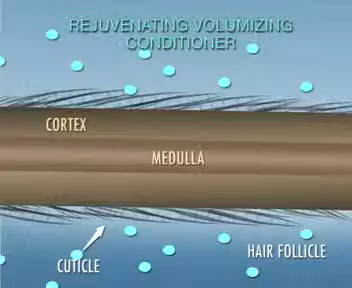 REJUVENATING VOLUMIZING
CONDITIONER
CORTEX
MEDULLA
HAIR FOLLICLE
CUTICLE